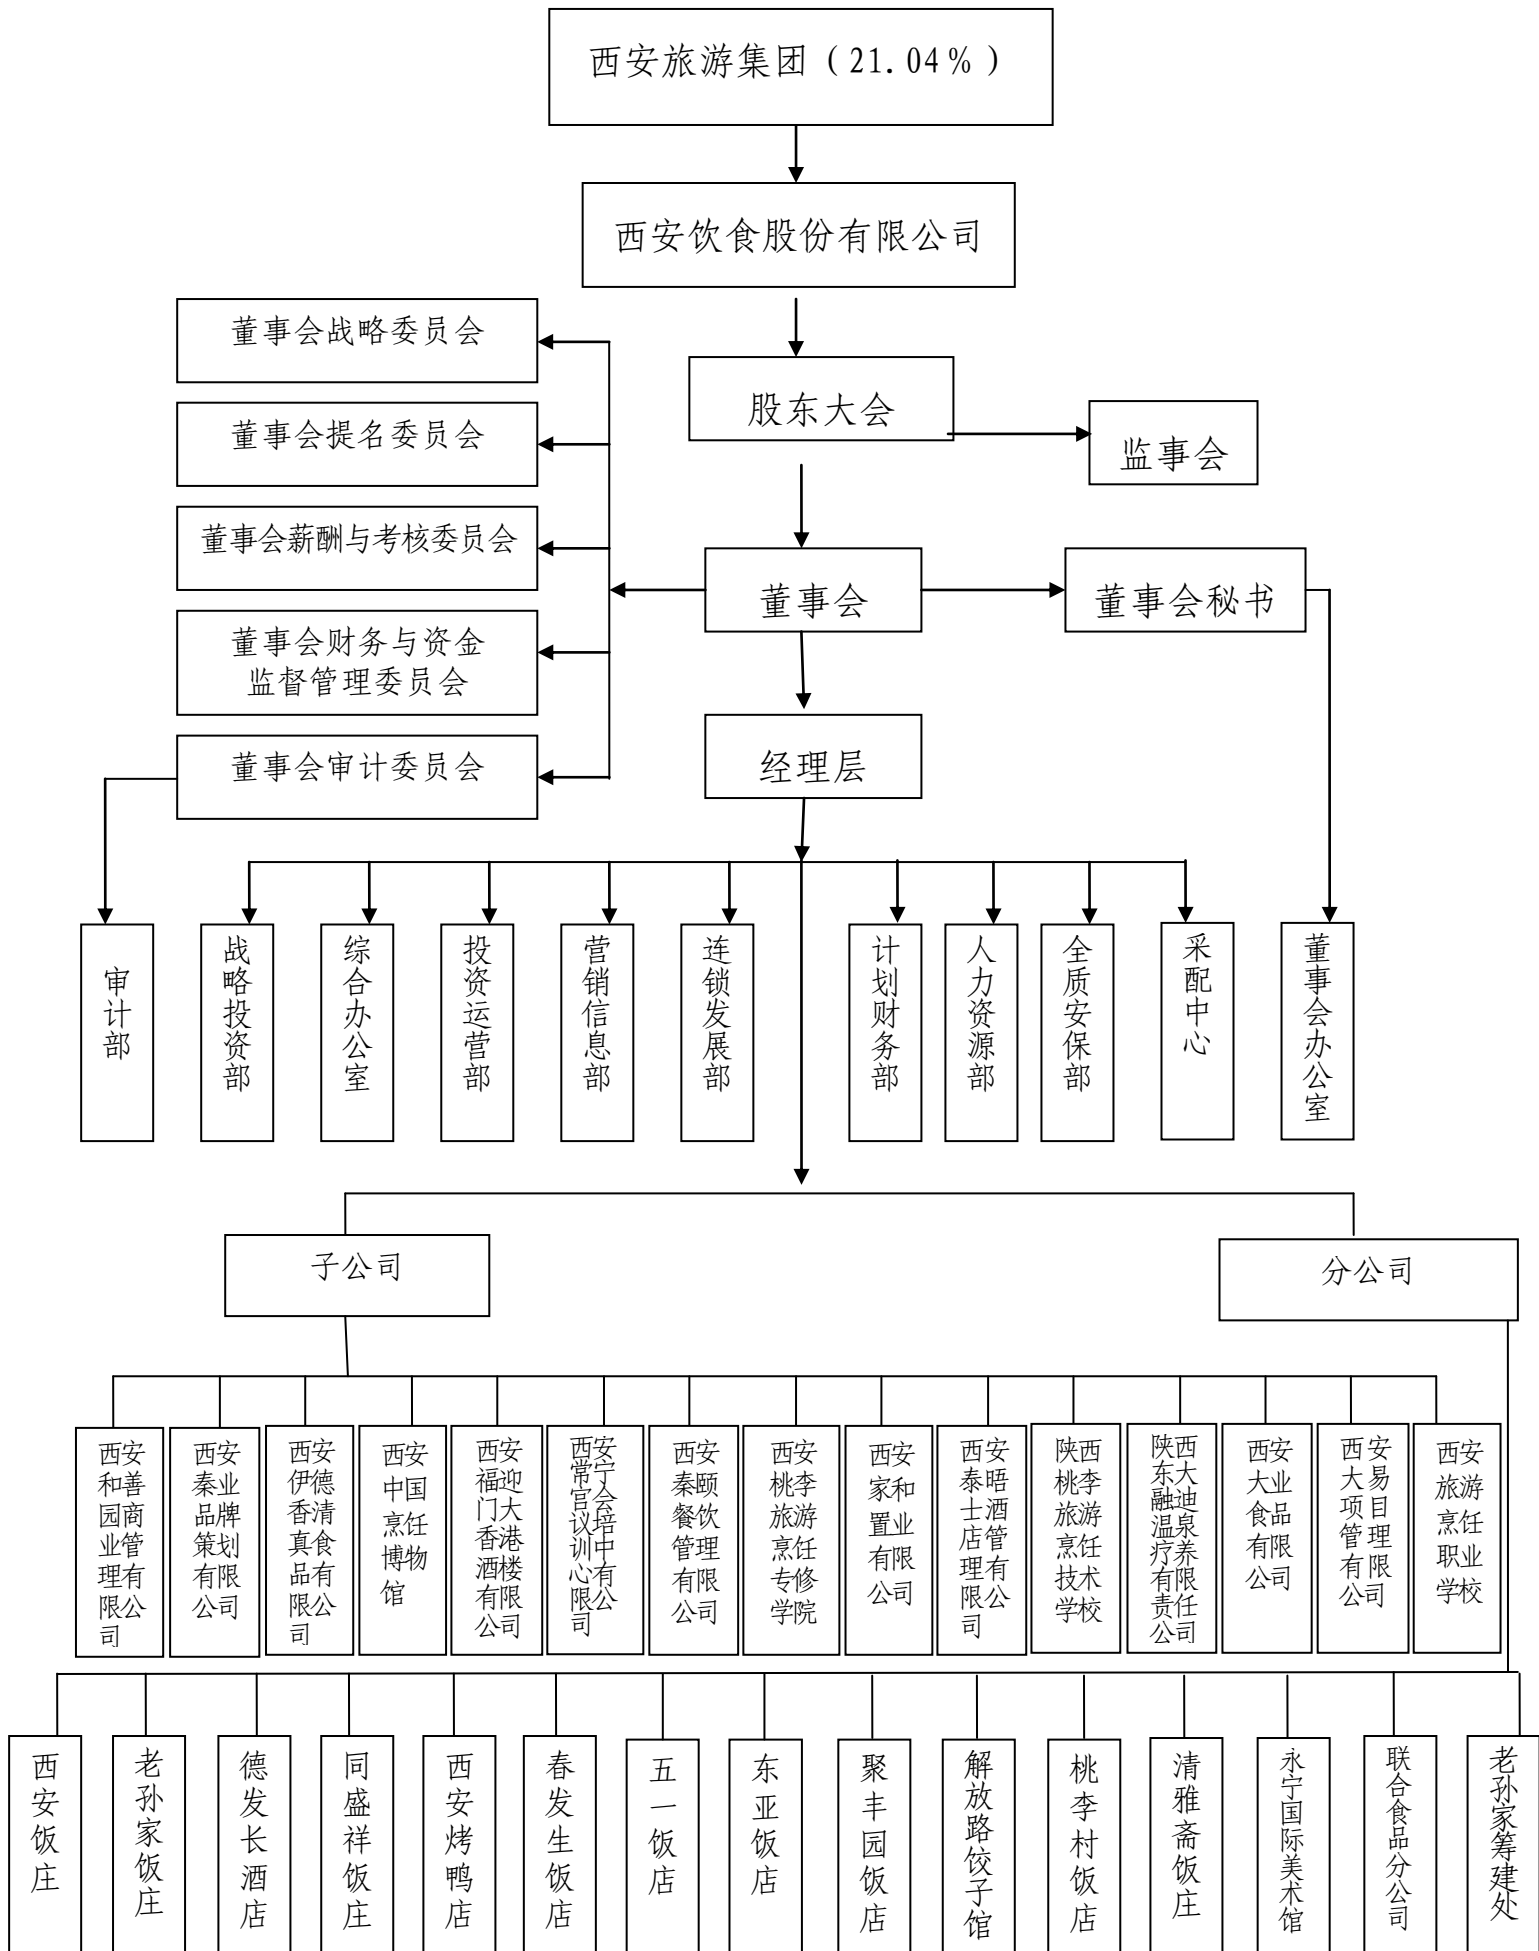 西安旅游集团（21.04%）
西安饮食股份有限公司
董事会战略委员会
股东大会
董事会提名委员会
监事会
董事会薪酬与考核委员会
董事会
董事会秘书
董事会财务与资金
监督管理委员会
董事会审计委员会
经理层
审计部
战略投资部
综合办公室
投资运营部
营销信息部
连锁发展部
计划财务部
人力资源部
全质安保部
采配中心
董事会办公室
子公司
分公司
西安和善园商业管理有限公司
西安秦业品牌策划有限公司
西安伊德香清真食品有限公司
西安中国烹饪博物馆
西安福迎门大香港酒楼有限公司
西安常宁宫会议培训中心有限公司
西安秦颐餐饮管理有限公司
西安桃李旅游烹饪专修学院
西安家和置业有限公司
西安泰晤士酒店管理有限公司
陕西桃李旅游烹饪技术学校
陕西东大融迪温泉疗养有限责任公司
西安大业食品有限公司
西安大易项目管理有限公司
西安旅游烹饪职业学校
西安饭庄
老孙家饭庄
德发长酒店
同盛祥饭庄
西安烤鸭店
春发生饭店
五一饭店
东亚饭店
聚丰园饭店
解放路饺子馆
桃李村饭店
清雅斋饭庄
永宁国际美术馆
联合食品分公司
老孙家筹建处